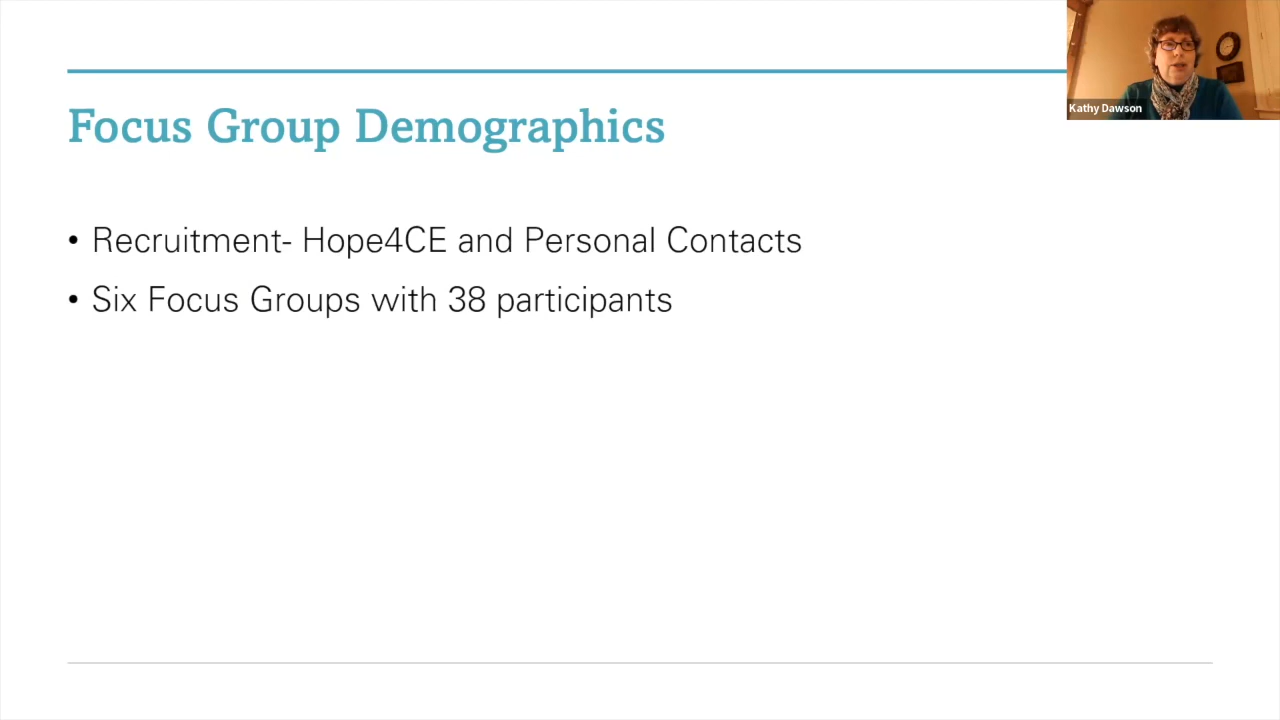 Focus Group Demographics
• Recruitment- Hope4CE and Personal Contacts
• Six Focus Groups with 38 participants
Kathy Dawson